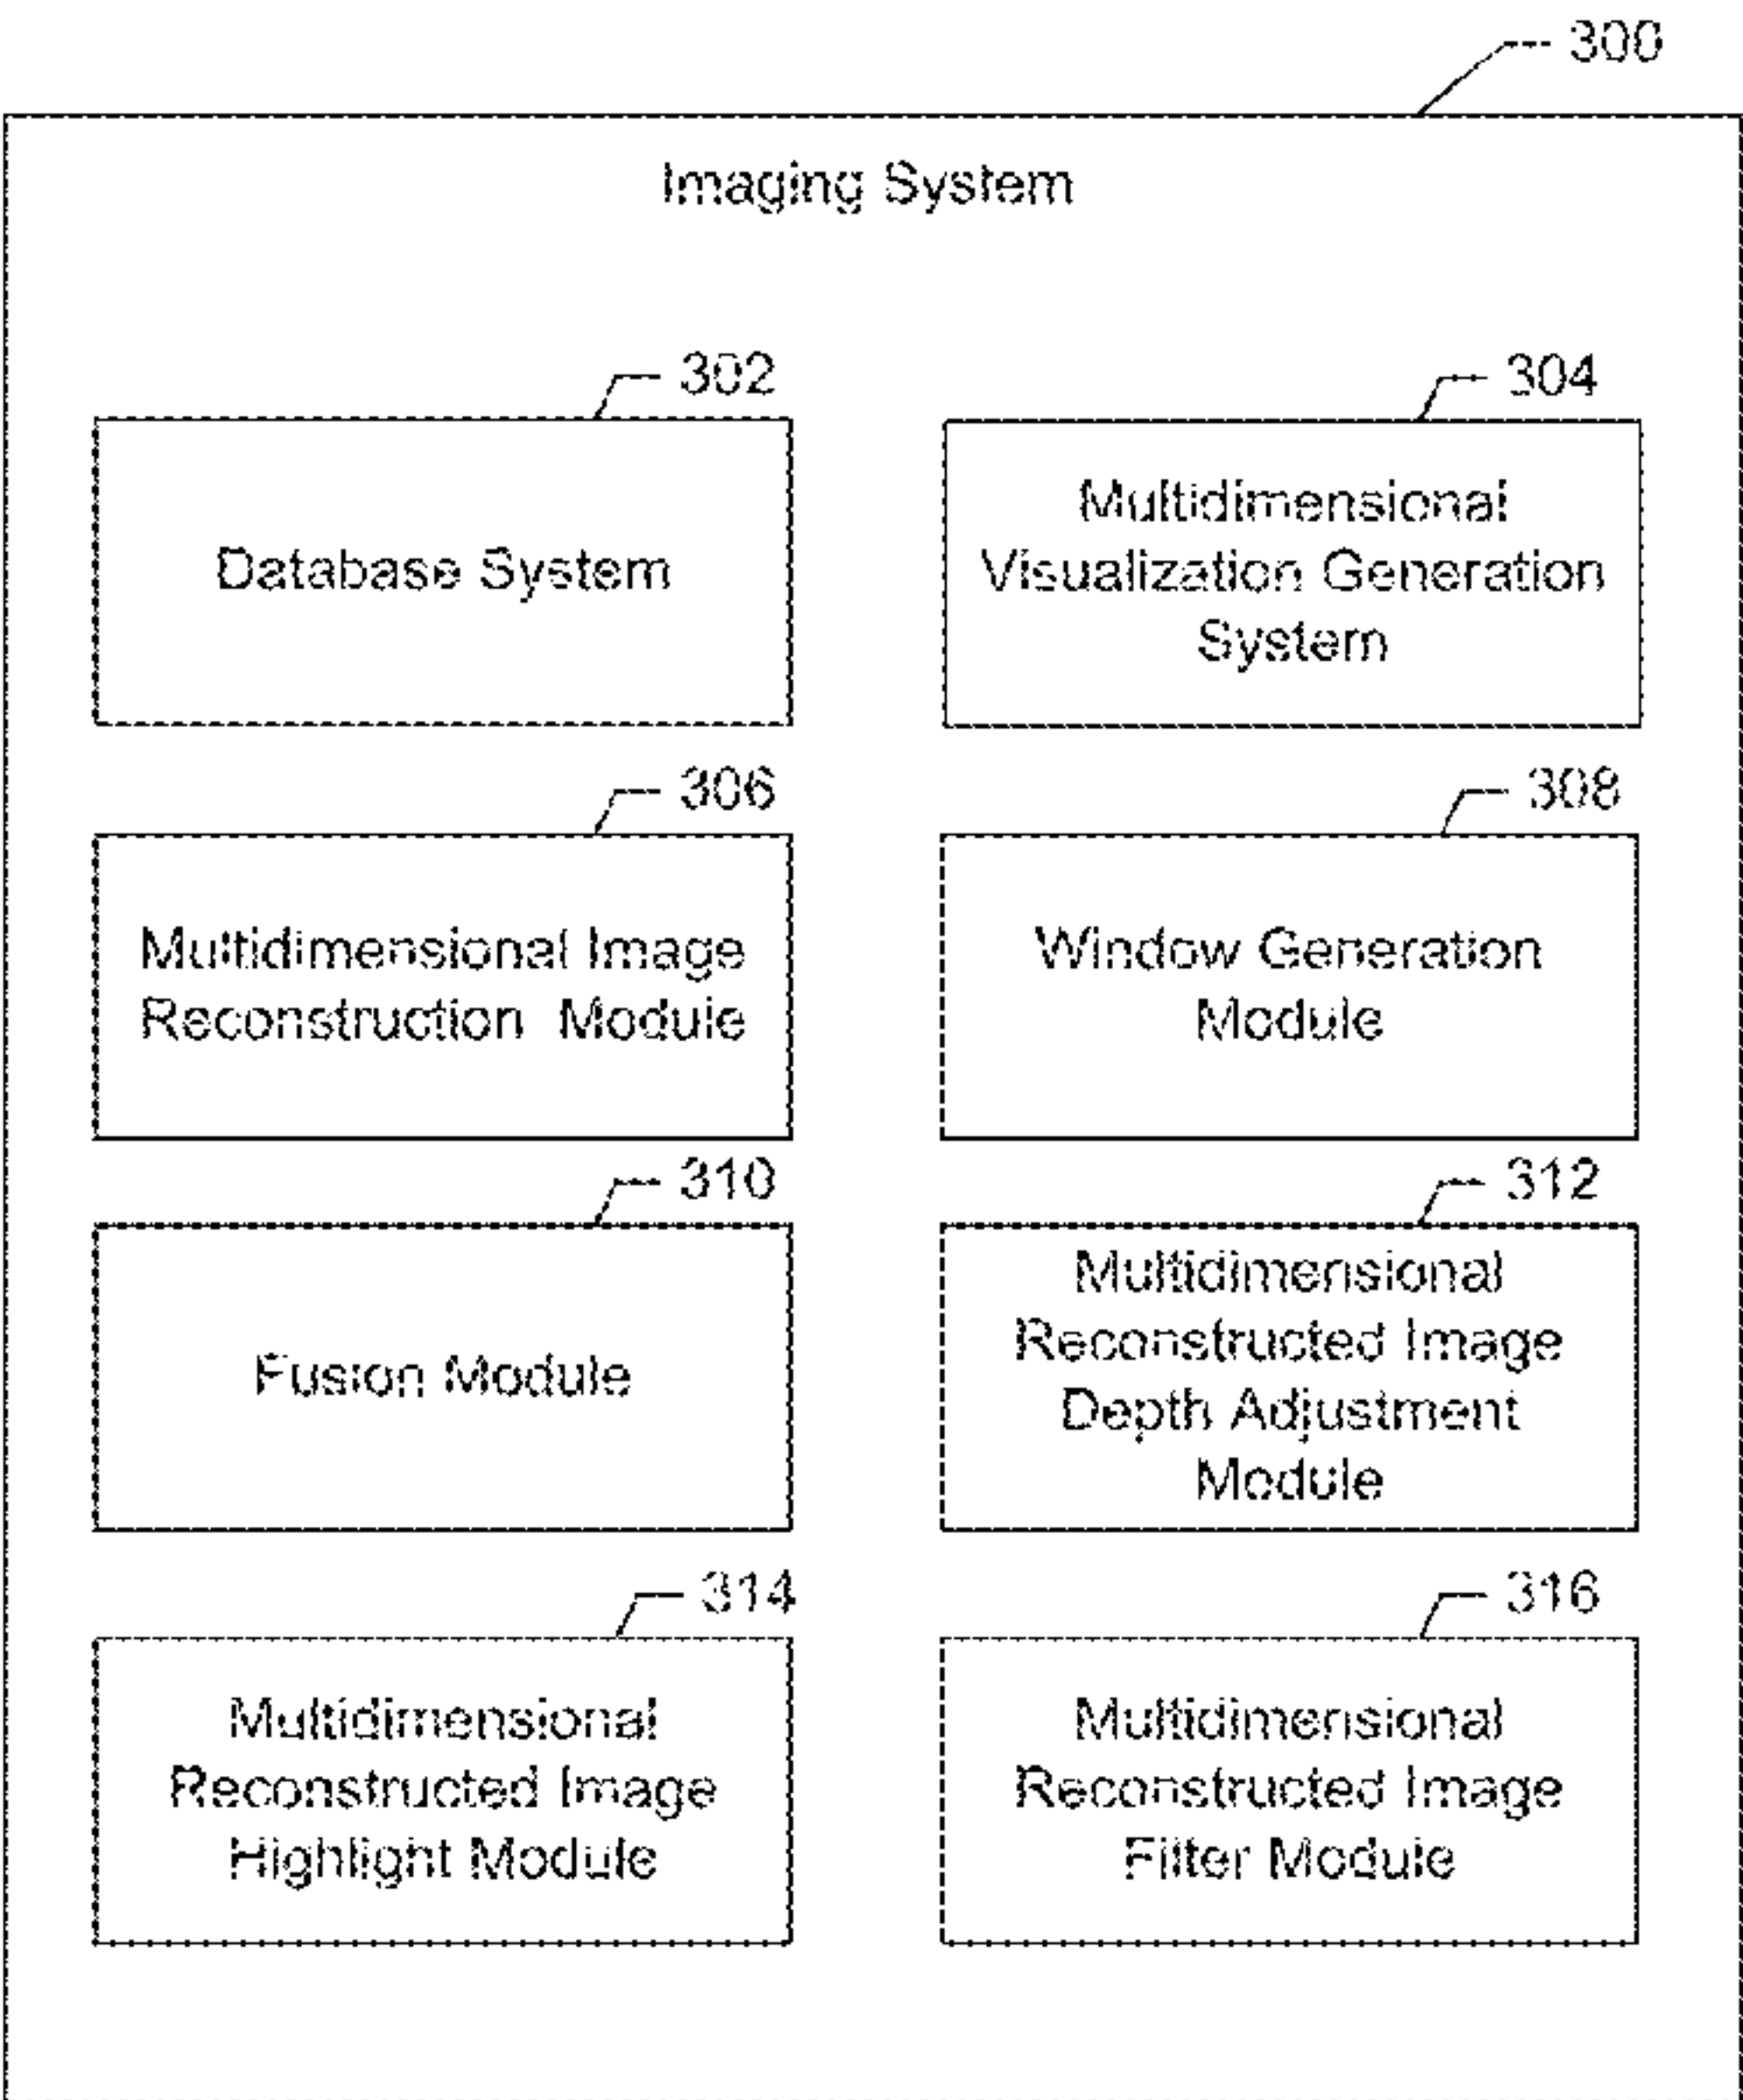 300
Imaging System
302
304
Database System
Multidimensional
Visualization Generation
System
306
308
Multidimensional Image
Reconstruction Module
Window Generation
Module
310
312
Fusion Module
Multidimensional
Reconstructed Image
Depth Adjustment
Module
314
316
Multidimensional
Reconstructed Image
Highlight Module
Multidimensional
Reconstructed Image
Filter Module